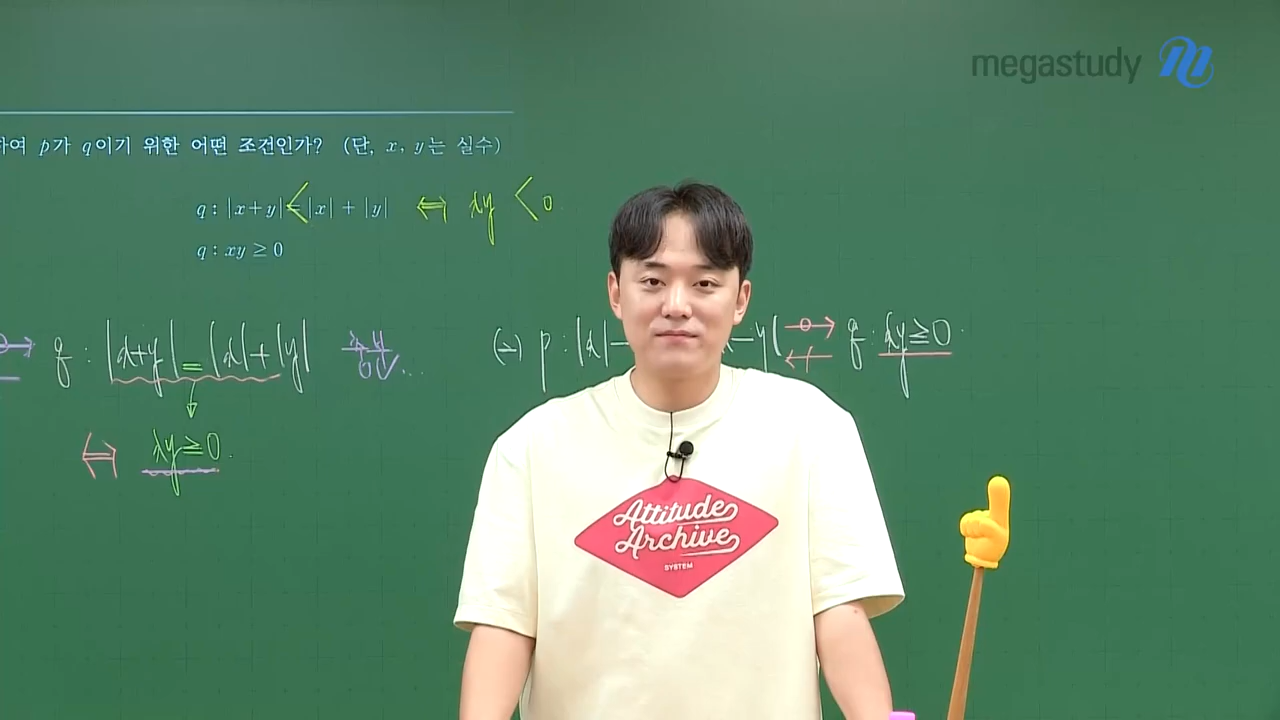 megastudy
하여 p가 q이기 위한 어떤 조건인가? (단, x, y는 실수)
q : |x+y|=|x|+|y| < ⇔ xy < 0
q : xy ≥ 0
q : |x+y| = |x|+|y|
p : |x|- x-y| → q : xy≥0
⇔ xy≥0
Attitude
Archive
SYSTEM